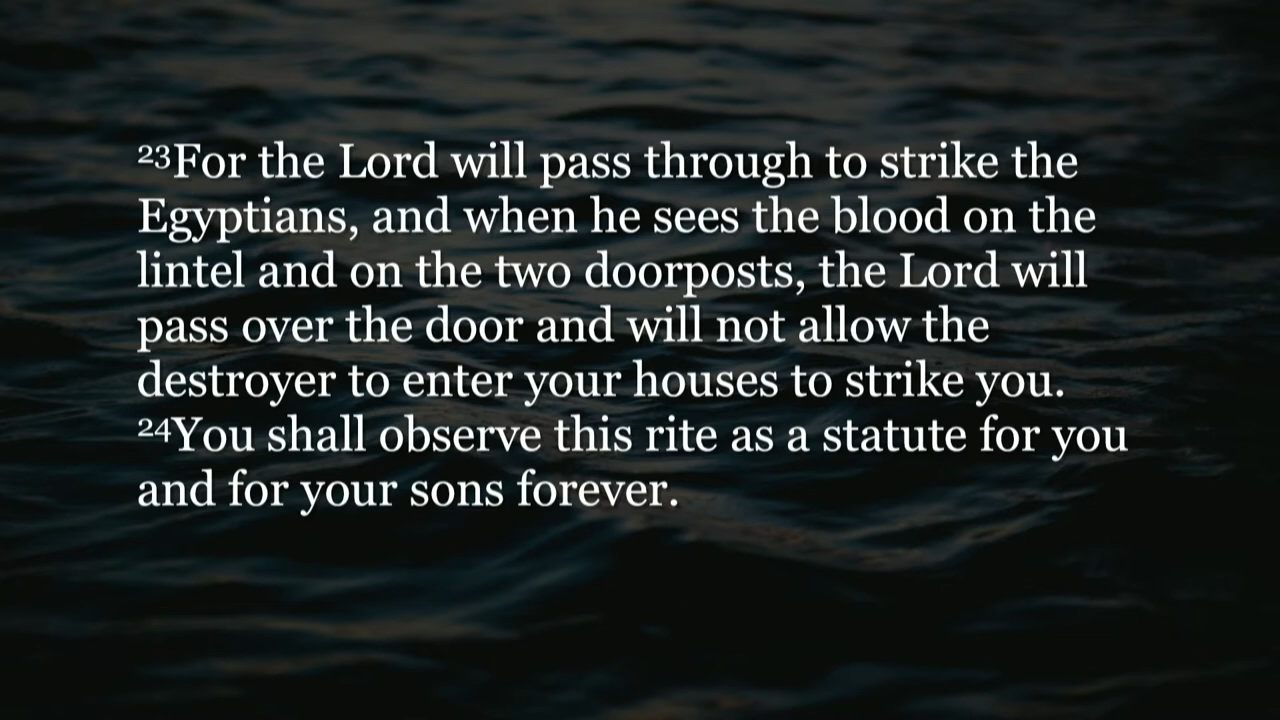 ²³For the Lord will pass through to strike the
Egyptians, and when he sees the blood on the
lintel and on the two doorposts, the Lord will
pass over the door and will not allow the
destroyer to enter your houses to strike you.
²⁴You shall observe this rite as a statute for you
and for your sons forever.